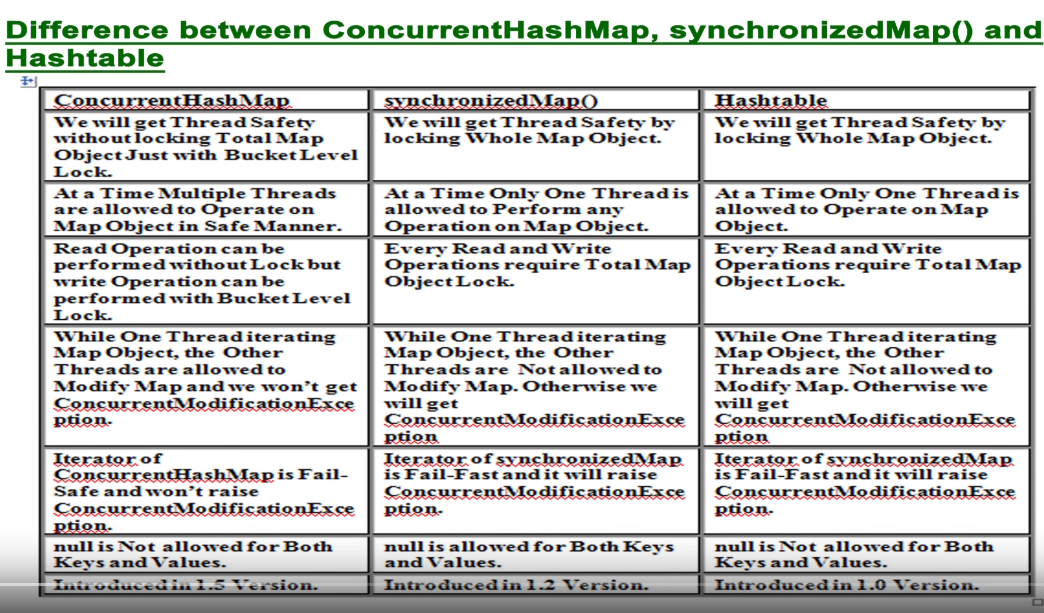 Difference between ConcurrentHashMap, synchronizedMap() and
Hashtable
ConcurrentHashMap
synchronizedMap()
Hashtable
We will get Thread Safety
without locking Total Map
Object Just with Bucket Level
Lock.
We will get Thread Safety by
locking Whole Map Object.
We will get Thread Safety by
locking Whole Map Object.
At a Time Multiple Threads
are allowed to Operate on
Map Object in Safe Manner.
At a Time Only One Thread is
allowed to Perform any
Operation on Map Object.
At a Time Only One Thread is
allowed to Operate on Map
Object.
Read Operation can be
performed without Lock but
write Operation can be
performed with Bucket Level
Lock.
Every Read and Write
Operations require Total Map
Object Lock.
Every Read and Write
Operations require Total Map
Object Lock.
While One Thread iterating
Map Object, the Other
Threads are allowed to
Modify Map and we won't get
ConcurrentModificationExce
ption.
While One Thread iterating
Map Object, the Other
Threads are Not allowed to
Modify Map. Otherwise we
will get
ConcurrentModificationExce
ption
While One Thread iterating
Map Object, the Other
Threads are Not allowed to
Modify Map. Otherwise we
will get
ConcurrentModificationExce
ption
Iterator of
ConcurrentHashMap is Fail-
Safe and won't raise
ConcurrentModificationExce
ption.
Iterator of synchronizedMap
is Fail-Fast and it will raise
ConcurrentModificationExce
ption.
Iterator of synchronizedMap
is Fail-Fast and it will raise
ConcurrentModificationExce
ption.
null is Not allowed for Both
Keys and Values.
null is allowed for Both Keys
and Values.
null is Not allowed for Both
Keys and Values.
Introduced in 1.5 Version.
Introduced in 1.2 Version.
Introduced in 1.0 Version.